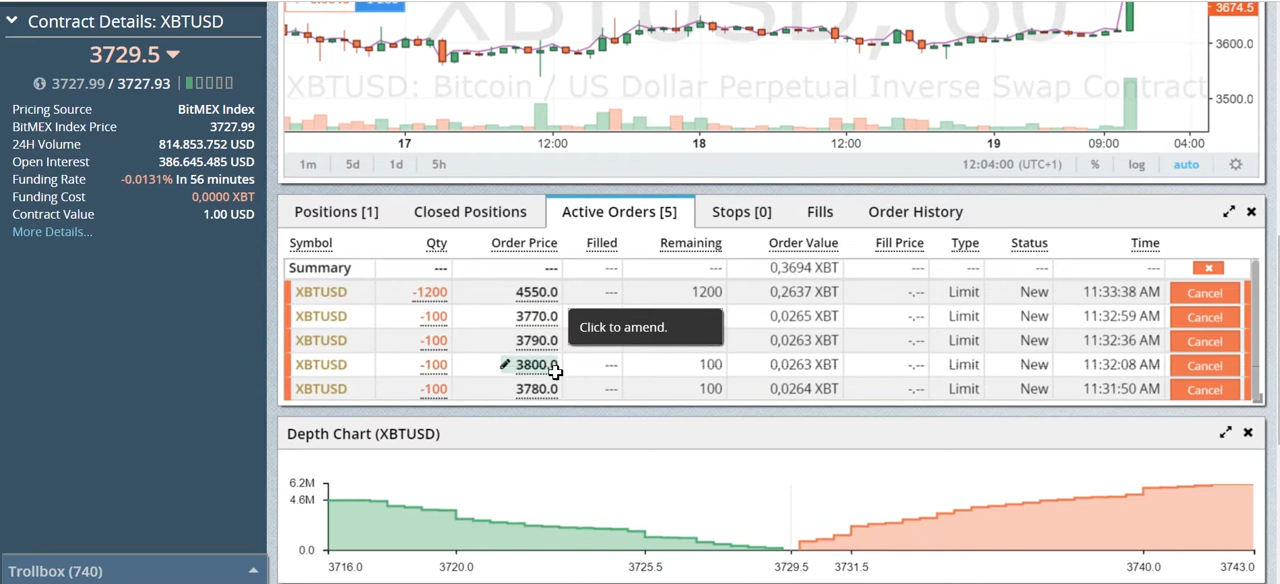 Contract Details: XBTUSD
3729.5
3727.99 / 3727.93
Pricing Source BitMEX Index
BitMEX Index Price 3727.99
24H Volume 814.853.752 USD
Open Interest 386.645.485 USD
Funding Rate -0.0131% In 56 minutes
Funding Cost 0,0000 XBT
Contract Value 1.00 USD
More Details...
Trollbox (740)
XBTUSD, 60
XBTUSD: Bitcoin / US Dollar Perpetual Inverse Swap Contract
3674.5
3600.0
3500.0
17 12:00 18 12:00 19 09:00 04:00
1m 5d 1d 5h 12:04:00 (UTC+1) % log auto
Positions [1] Closed Positions Active Orders [5] Stops [0] Fills Order History
Symbol Qty Order Price Filled Remaining Order Value Fill Price Type Status Time
Summary --- --- --- --- 0,3694 XBT --- --- --- ---
XBTUSD -1200 4550.0 --- 1200 0,2637 XBT -.-- Limit New 11:33:38 AM Cancel
XBTUSD -100 3770.0 0,0265 XBT -.-- Limit New 11:32:59 AM Cancel
Click to amend.
XBTUSD -100 3790.0 0,0263 XBT -.-- Limit New 11:32:36 AM Cancel
XBTUSD -100 3800.0 --- 100 0,0263 XBT -.-- Limit New 11:32:08 AM Cancel
XBTUSD -100 3780.0 --- 100 0,0264 XBT -.-- Limit New 11:31:50 AM Cancel
Depth Chart (XBTUSD)
6.2M
4.6M
0.0
3716.0 3720.0 3725.5 3729.5 3731.5 3740.0 3743.0